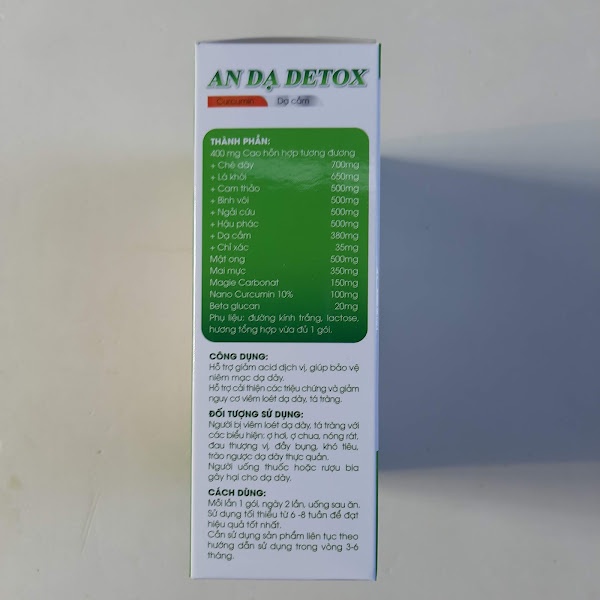 AN DẠ DETOX
Curcumin Dạ cẩm
THÀNH PHẦN:
400 mg Cao hỗn hợp tương đương
+ Chè dây 700mg
+ Lá khôi 650mg
+ Cam thảo 500mg
+ Bình vôi 500mg
+ Ngải cứu 500mg
+ Hậu phác 500mg
+ Dạ cẩm 380mg
+ Chỉ xác 35mg
Mật ong 500mg
Mai mực 350mg
Magie Carbonat 150mg
Nano Curcumin 10% 100mg
Beta glucan 20mg
Phụ liệu: đường kính trắng, lactose,
hương tổng hợp vừa đủ 1 gói.
CÔNG DỤNG:
Hỗ trợ giảm acid dịch vị, giúp bảo vệ
niêm mạc dạ dày.
Hỗ trợ cải thiện các triệu chứng và giảm
nguy cơ viêm loét dạ dày, tá tràng.
ĐỐI TƯỢNG SỬ DỤNG:
Người bị viêm loét dạ dày, tá tràng với
các biểu hiện: ợ hơi, ợ chua, nóng rát,
đau thượng vị, đầy bụng, khó tiêu,
trào ngược dạ dày thực quản.
Người uống thuốc hoặc rượu bia
gây hại cho dạ dày.
CÁCH DÙNG:
Mỗi lần 1 gói, ngày 2 lần, uống sau ăn.
Sử dụng tối thiểu từ 6 -8 tuần để đạt
hiệu quả tốt nhất.
Cần sử dụng sản phẩm liên tục theo
hướng dẫn sử dụng trong vòng 3-6
tháng.